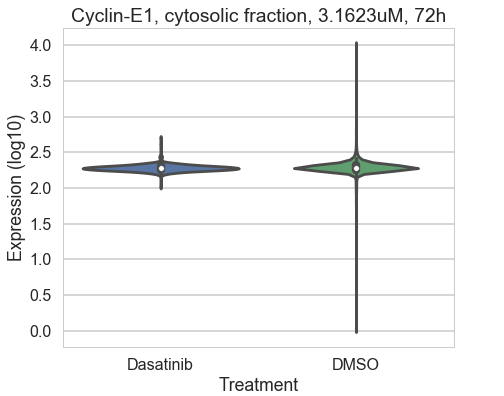 Cyclin-E1, cytosolic fraction, 3.1623uM, 72h
Expression (log10)
4.0
3.5
3.0
2.5
2.0
1.5
1.0
0.5
0.0
Dasatinib DMSO
Treatment